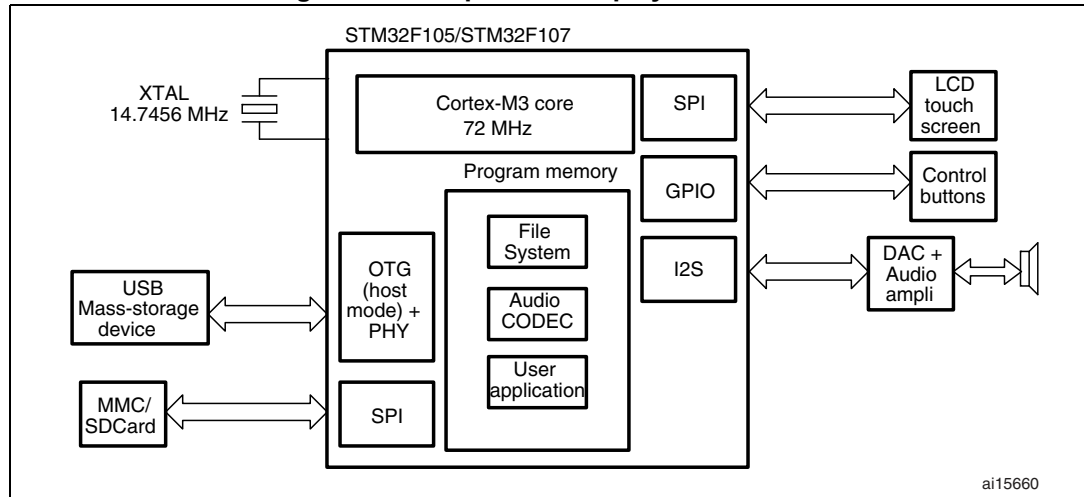 STM32F105/STM32F107
XTAL
14.7456 MHz
Cortex-M3 core
72 MHz
SPI
LCD
touch
screen
Program memory
GPIO
Control
buttons
File
System
OTG
(host
mode) +
PHY
I2S
DAC +
Audio
ampli
USB
Mass-storage
device
Audio
CODEC
User
application
MMC/
SDCard
SPI
ai15660